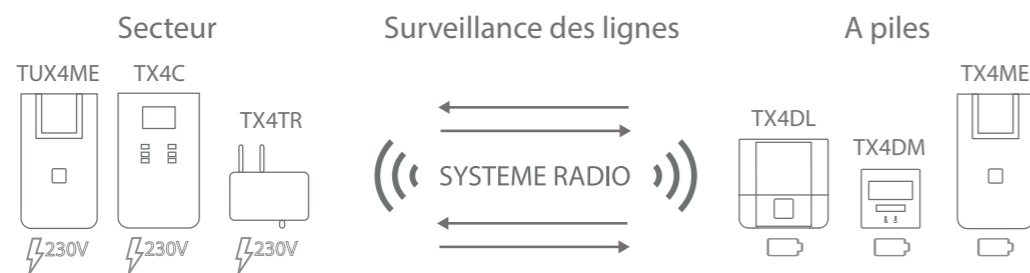 Secteur
Surveillance des lignes
A piles
TUX4ME
TX4C
TX4TR
TX4DL
TX4DM
TX4ME
SYSTEME RADIO
230V
230V
230V